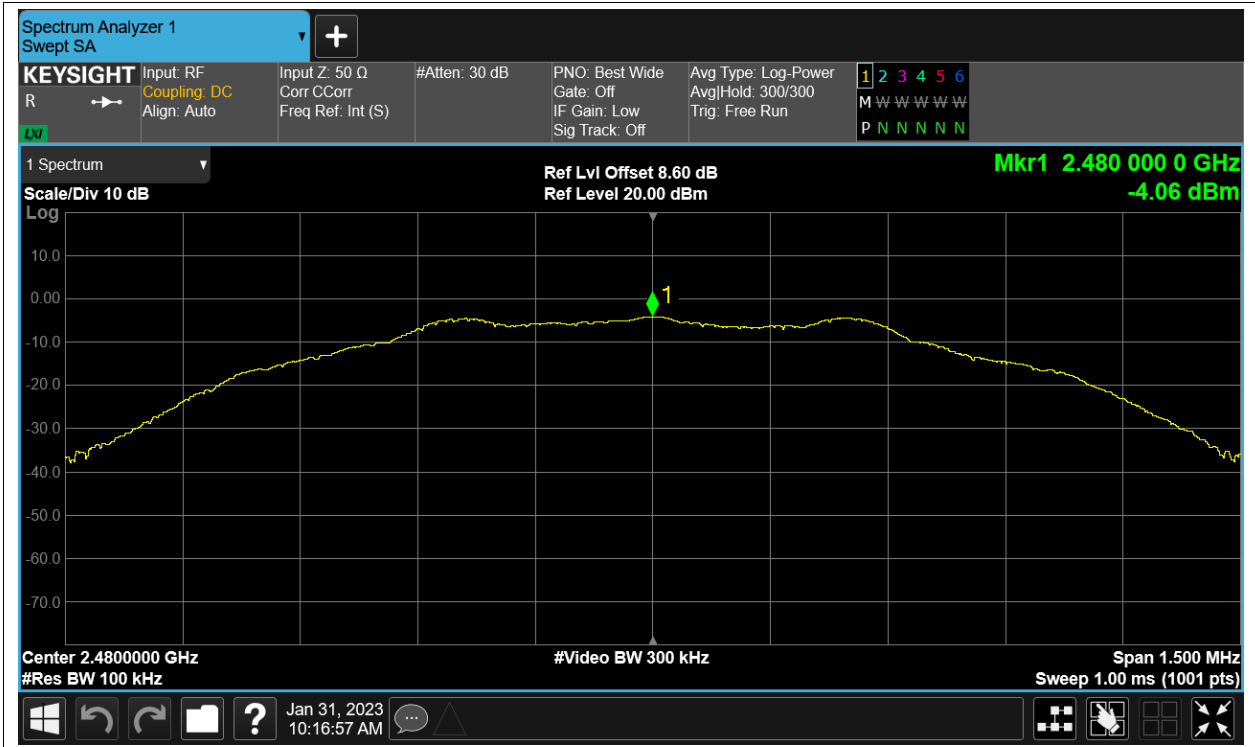 Spectrum Analyzer 1
Swept SA
KEYSIGHT
R
LXI
Input: RF
Coupling: DC
Align: Auto
Input Z: 50 Ω
Corr CCorr
Freq Ref: Int (S)
#Atten: 30 dB
PNO: Best Wide
Gate: Off
IF Gain: Low
Sig Track: Off
Avg Type: Log-Power
Avg|Hold: 300/300
Trig: Free Run
1 2 3 4 5 6
M W W W W W
P N N N N N
1 Spectrum
Scale/Div 10 dB
Ref Lvl Offset 8.60 dB
Ref Level 20.00 dBm
Mkr1 2.480 000 0 GHz
-4.06 dBm
Log
10.0
0.00
-10.0
-20.0
-30.0
-40.0
-50.0
-60.0
-70.0
1
Center 2.4800000 GHz
#Res BW 100 kHz
#Video BW 300 kHz
Span 1.500 MHz
Sweep 1.00 ms (1001 pts)
?
Jan 31, 2023
10:16:57 AM